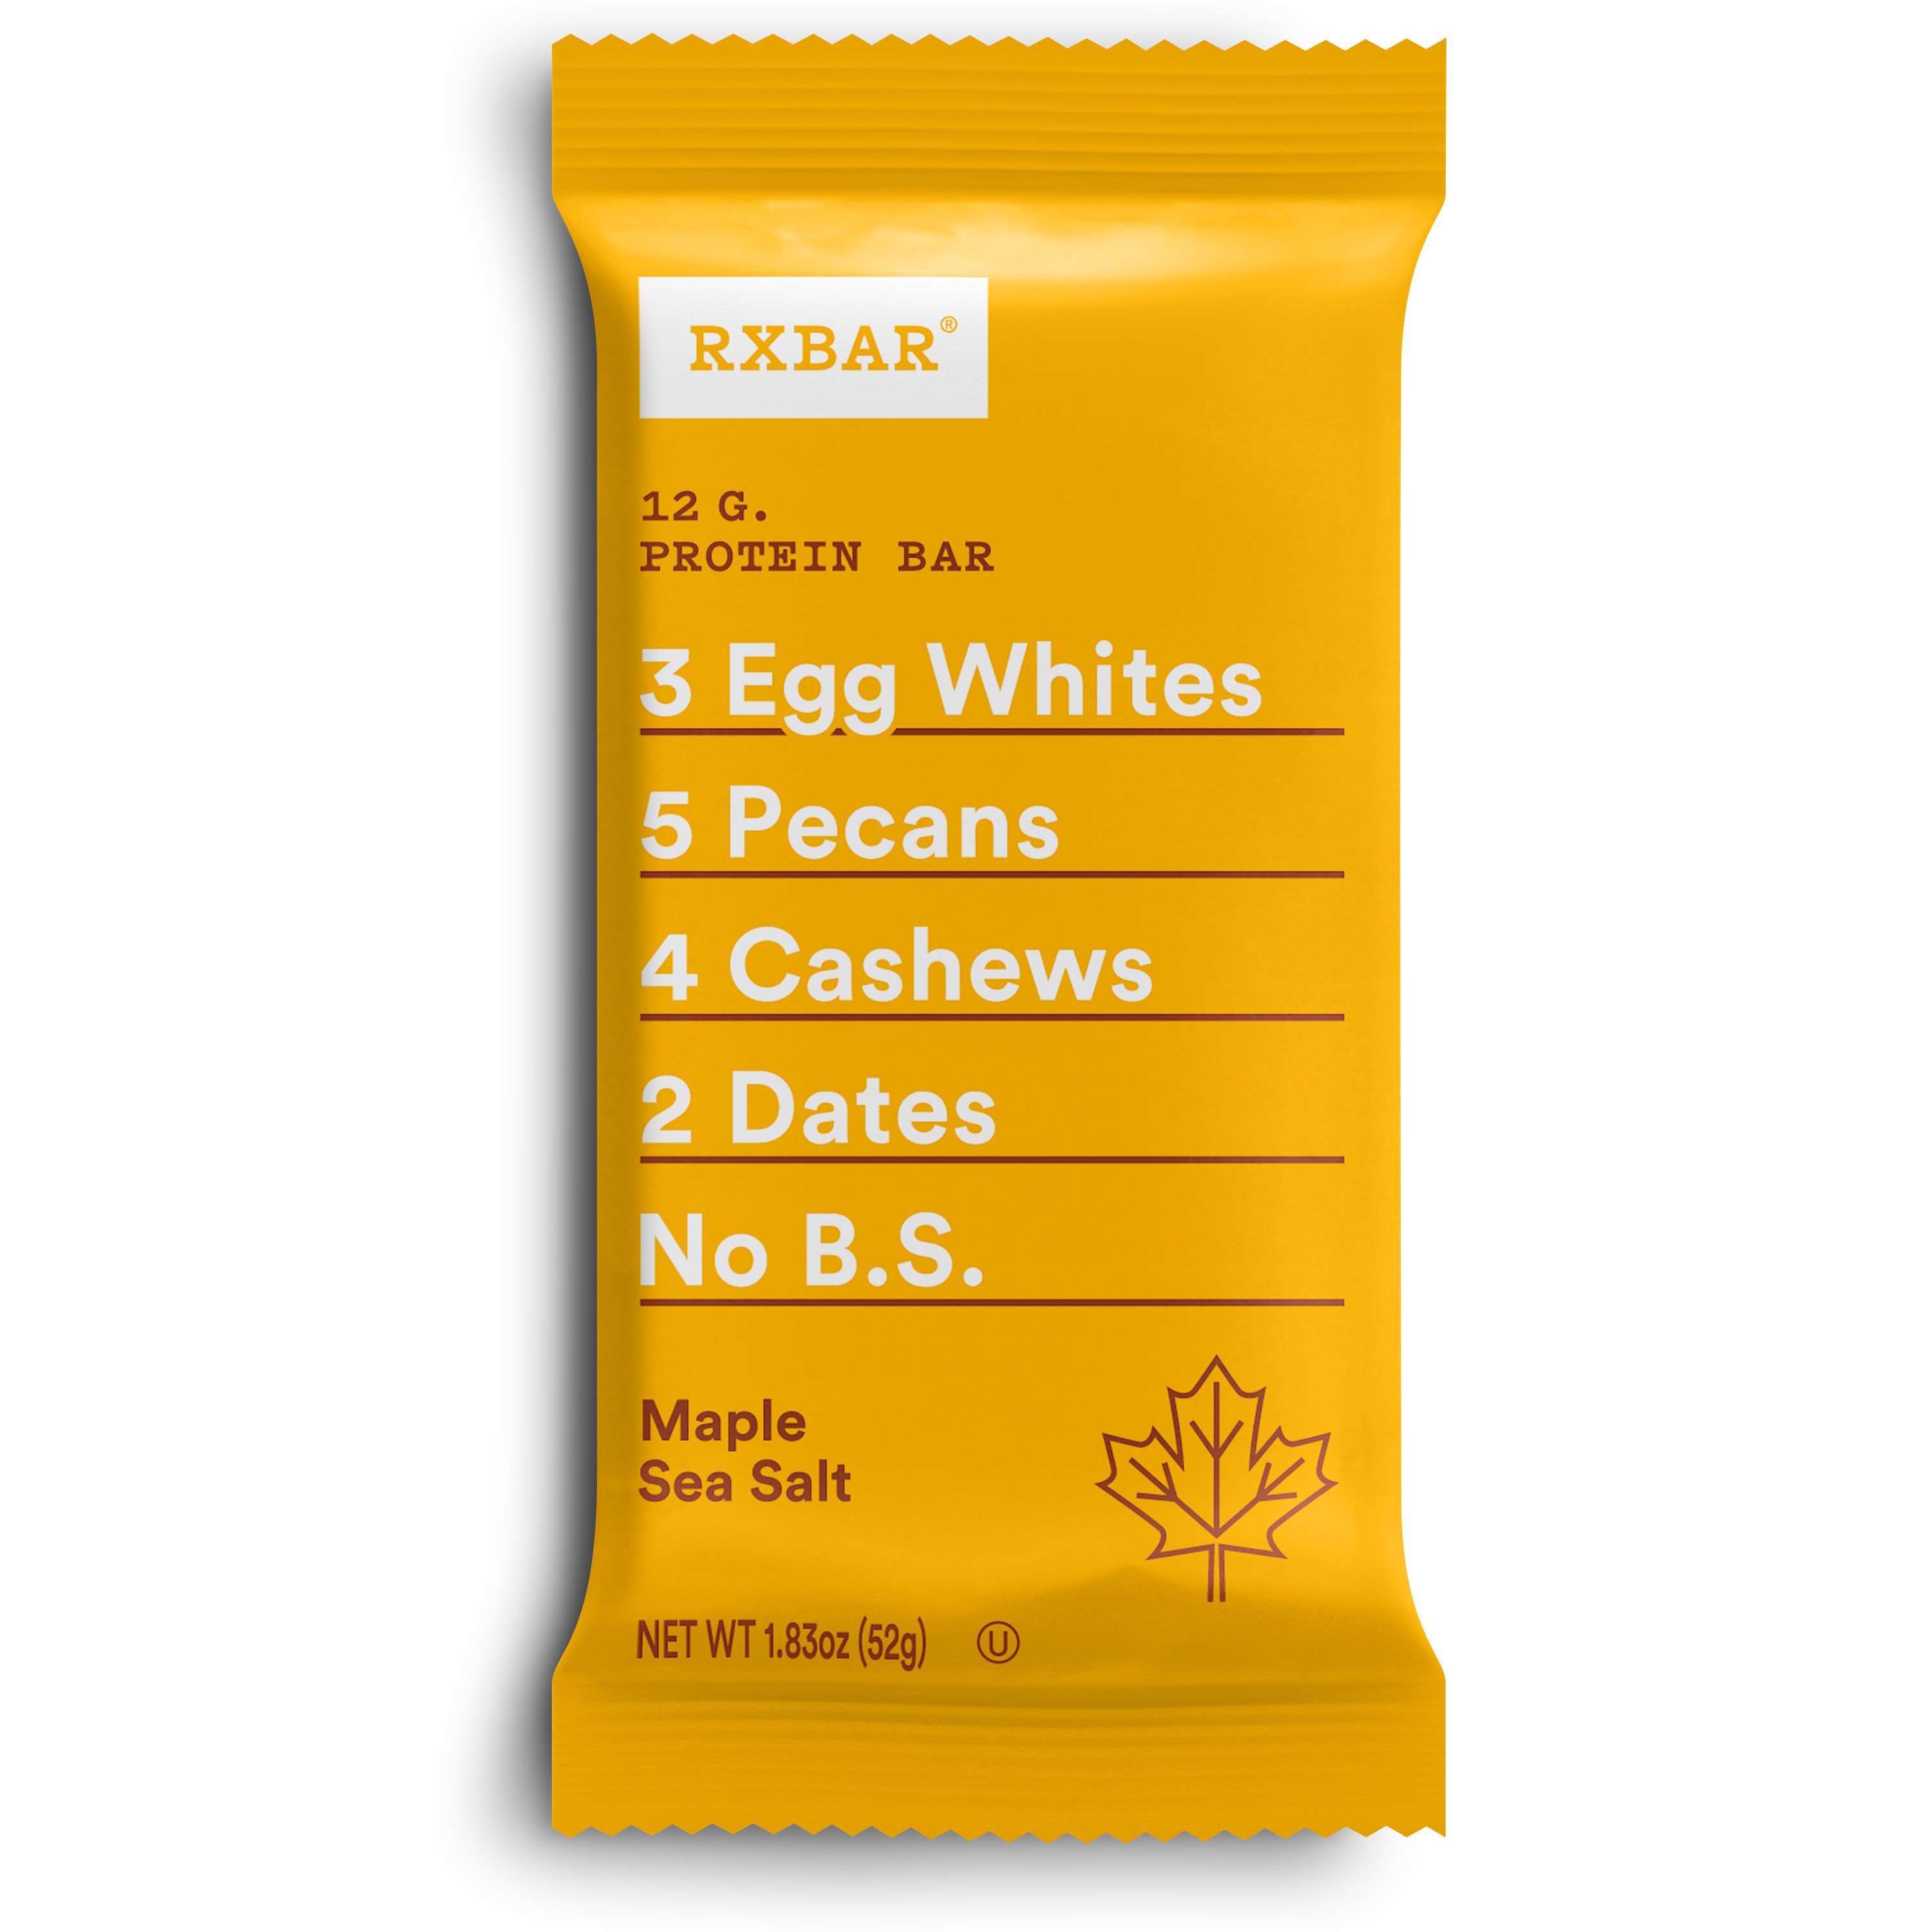 RXBAR®
12 G.
PROTEIN BAR
3 Egg Whites
5 Pecans
4 Cashews
2 Dates
No B.S.
Maple
Sea Salt
NET WT 1.83oz (52g) Ⓤ